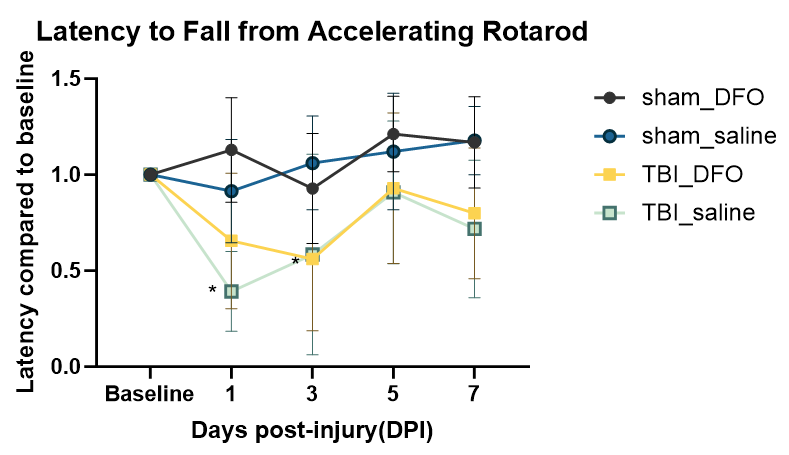 Latency to Fall from Accelerating Rotarod
Latency compared to baseline
1.5
1.0
0.5
0.0
*
*
Baseline 1 3 5 7
Days post-injury(DPI)
sham_DFO
sham_saline
TBI_DFO
TBI_saline